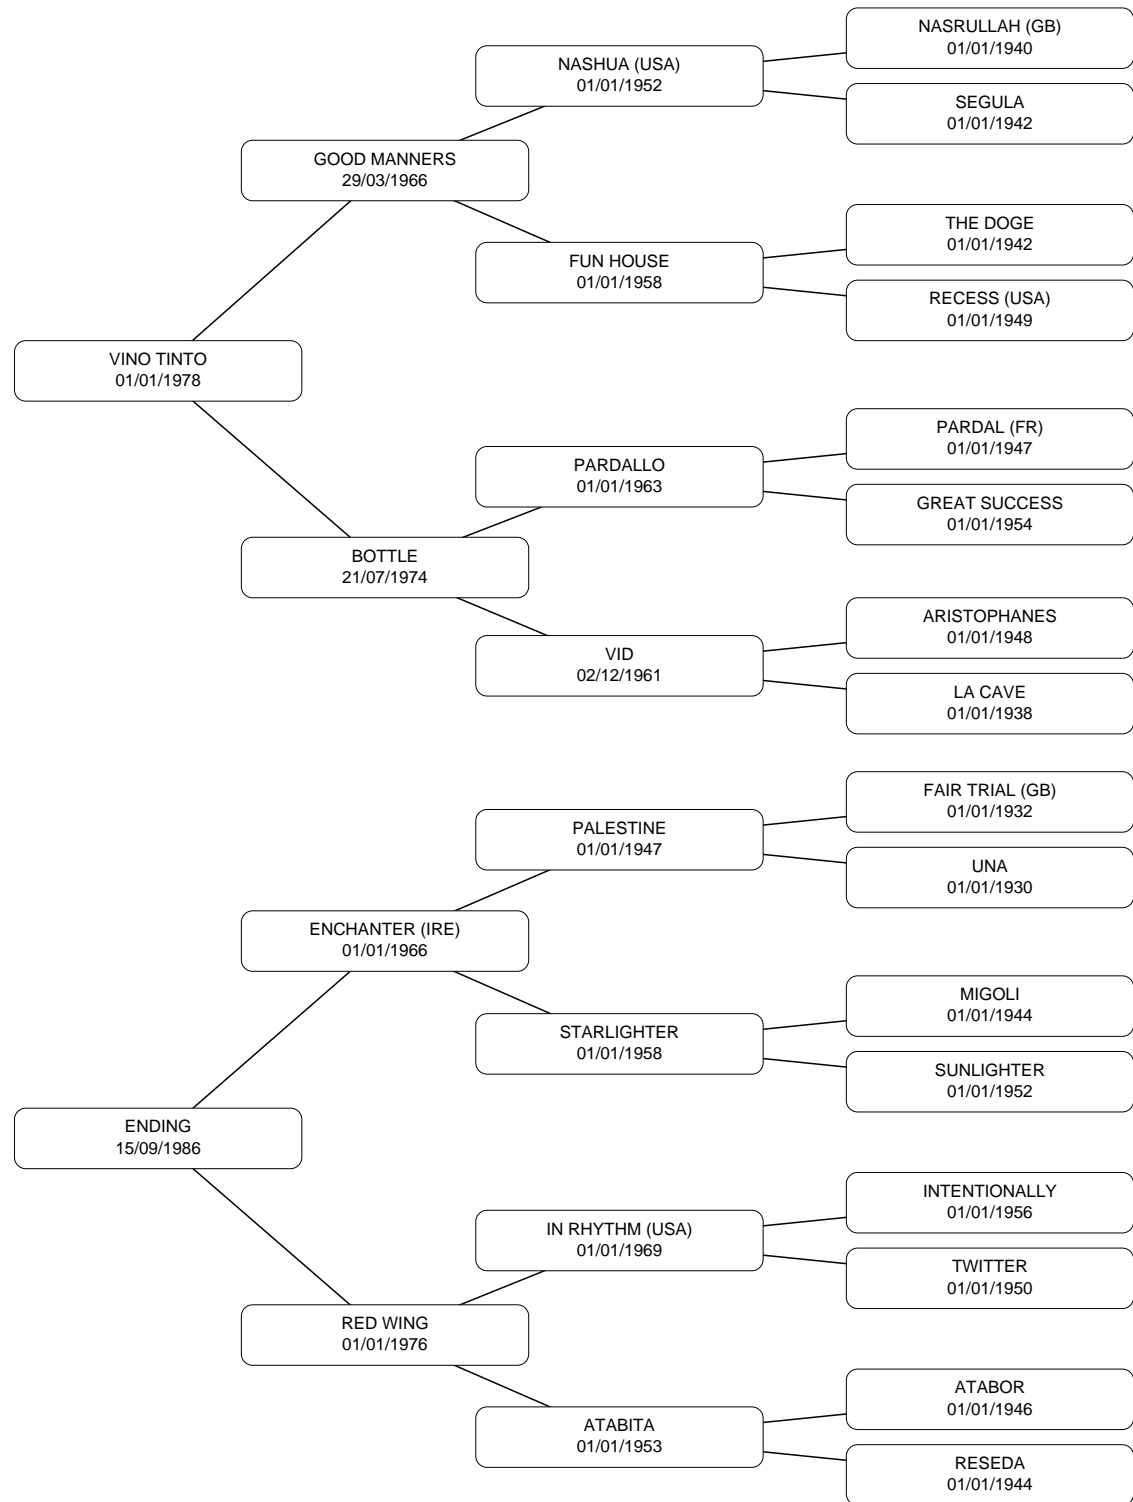 NASRULLAH (GB)
01/01/1940
NASHUA (USA)
01/01/1952
SEGULA
01/01/1942
GOOD MANNERS
29/03/1966
THE DOGE
01/01/1942
FUN HOUSE
01/01/1958
RECESS (USA)
01/01/1949
VINO TINTO
01/01/1978
PARDAL (FR)
01/01/1947
PARDALLO
01/01/1963
GREAT SUCCESS
01/01/1954
BOTTLE
21/07/1974
ARISTOPHANES
01/01/1948
VID
02/12/1961
LA CAVE
01/01/1938
FAIR TRIAL (GB)
01/01/1932
PALESTINE
01/01/1947
UNA
01/01/1930
ENCHANTER (IRE)
01/01/1966
MIGOLI
01/01/1944
STARLIGHTER
01/01/1958
SUNLIGHTER
01/01/1952
ENDING
15/09/1986
INTENTIONALLY
01/01/1956
IN RHYTHM (USA)
01/01/1969
TWITTER
01/01/1950
RED WING
01/01/1976
ATABOR
01/01/1946
ATABITA
01/01/1953
RESEDA
01/01/1944